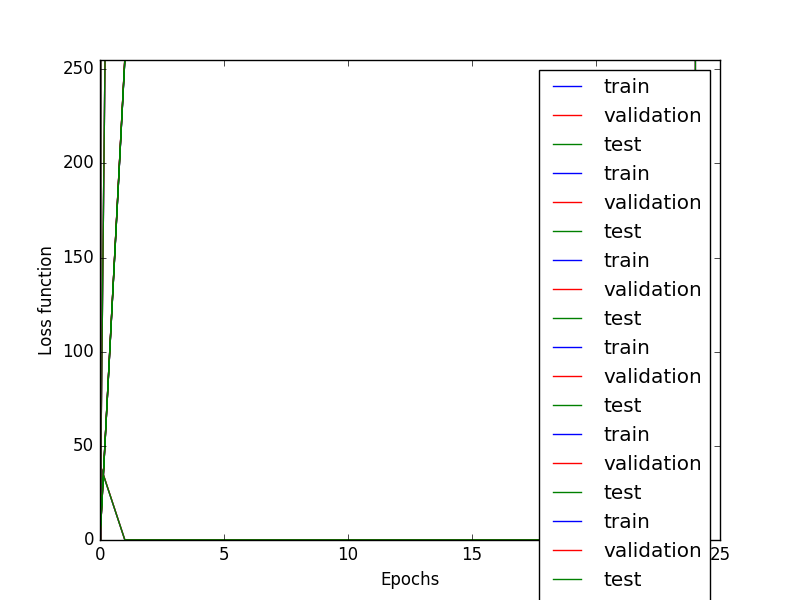 250
200
150
100
50
0
Loss function
0 5 10 15 25
Epochs
train
validation
test
train
validation
test
train
validation
test
train
validation
test
train
validation
test
train
validation
test